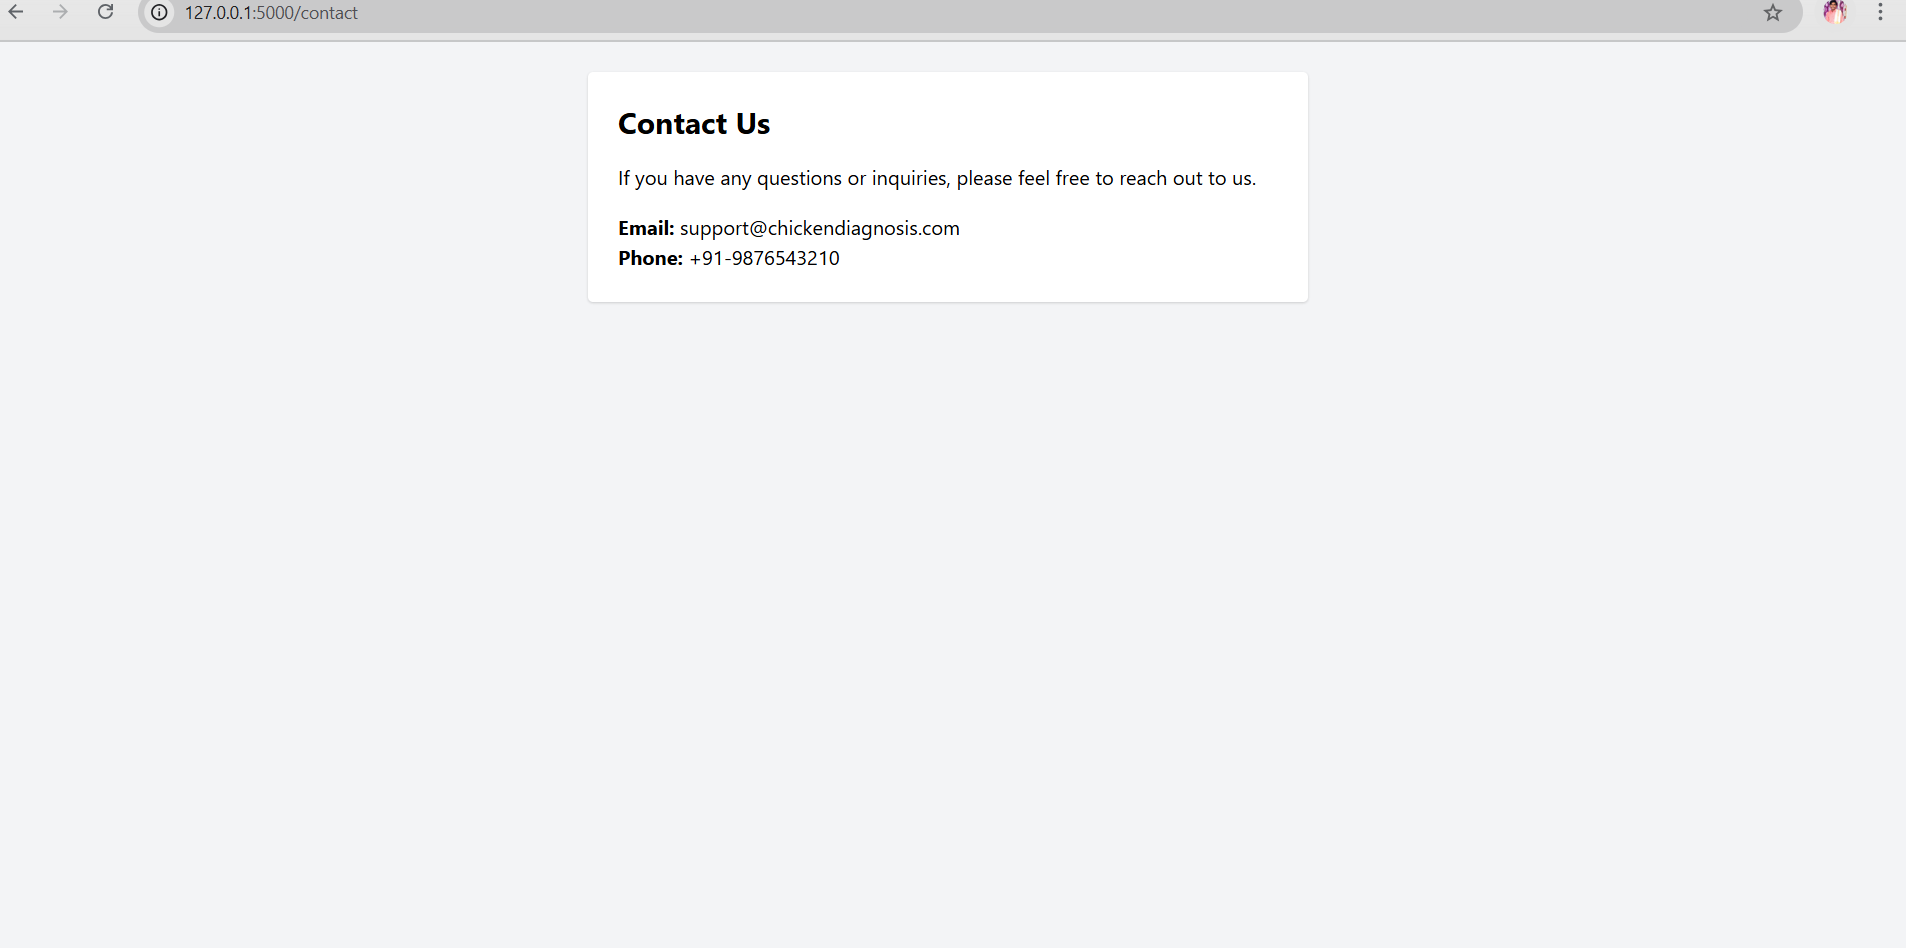 127.0.0.1:5000/contact
Contact Us
If you have any questions or inquiries, please feel free to reach out to us.
Email: support@chickendiagnosis.com
Phone: +91-9876543210